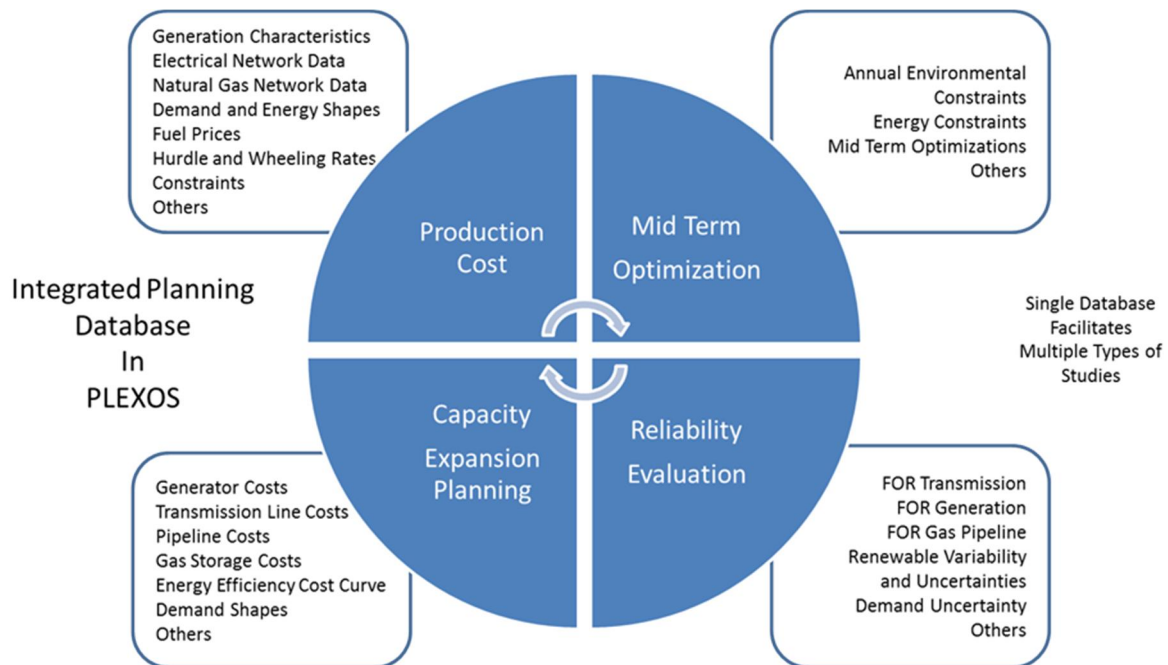 Generation Characteristics
Electrical Network Data
Natural Gas Network Data
Demand and Energy Shapes
Fuel Prices
Hurdle and Wheeling Rates
Constraints
Others
Annual Environmental
Constraints
Energy Constraints
Mid Term Optimizations
Others
Production
Cost
Mid Term
Optimization
Integrated Planning
Database
In
PLEXOS
Single Database
Facilitates
Multiple Types of
Studies
Capacity
Expansion
Planning
Reliability
Evaluation
Generator Costs
Transmission Line Costs
Pipeline Costs
Gas Storage Costs
Energy Efficiency Cost Curve
Demand Shapes
Others
FOR Transmission
FOR Generation
FOR Gas Pipeline
Renewable Variability
and Uncertainties
Demand Uncertainty
Others